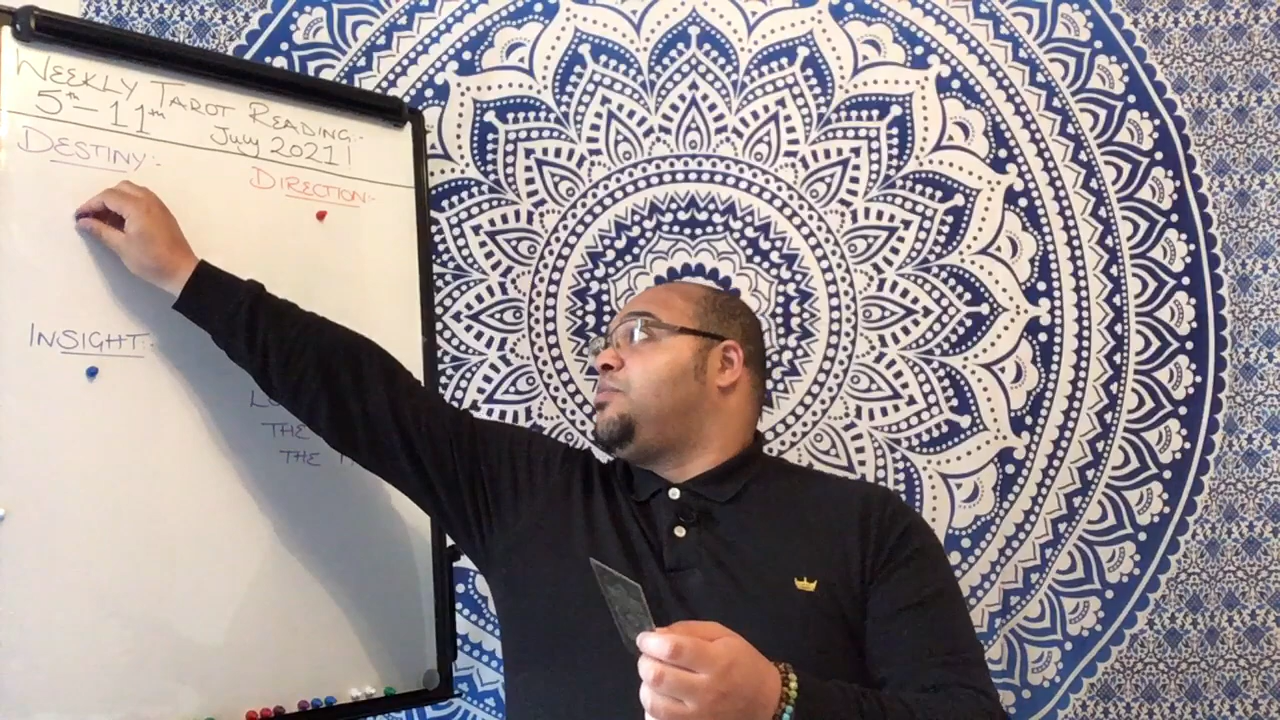 WEEKLY TAROT READING:-
5th - 11th July 2021!
DESTINY:-
DIRECTION:-
INSIGHT:-
THE
THE